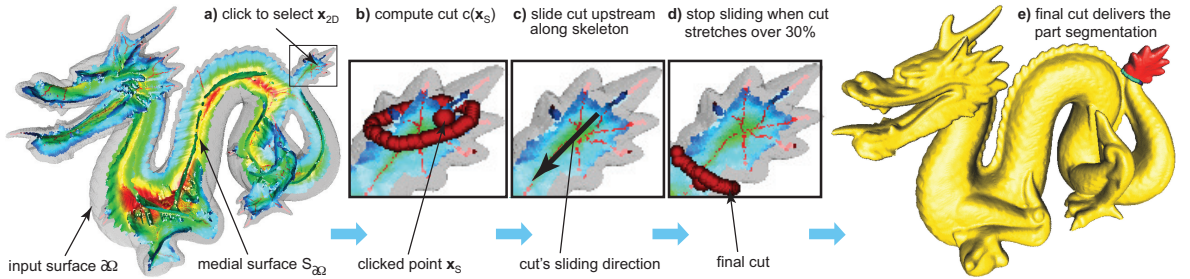 a) click to select x2D
b) compute cut c(xS)
c) slide cut upstream
along skeleton
d) stop sliding when cut
stretches over 30%
e) final cut delivers the
part segmentation
input surface ∂Ω
medial surface S∂Ω
clicked point xS
cut's sliding direction
final cut